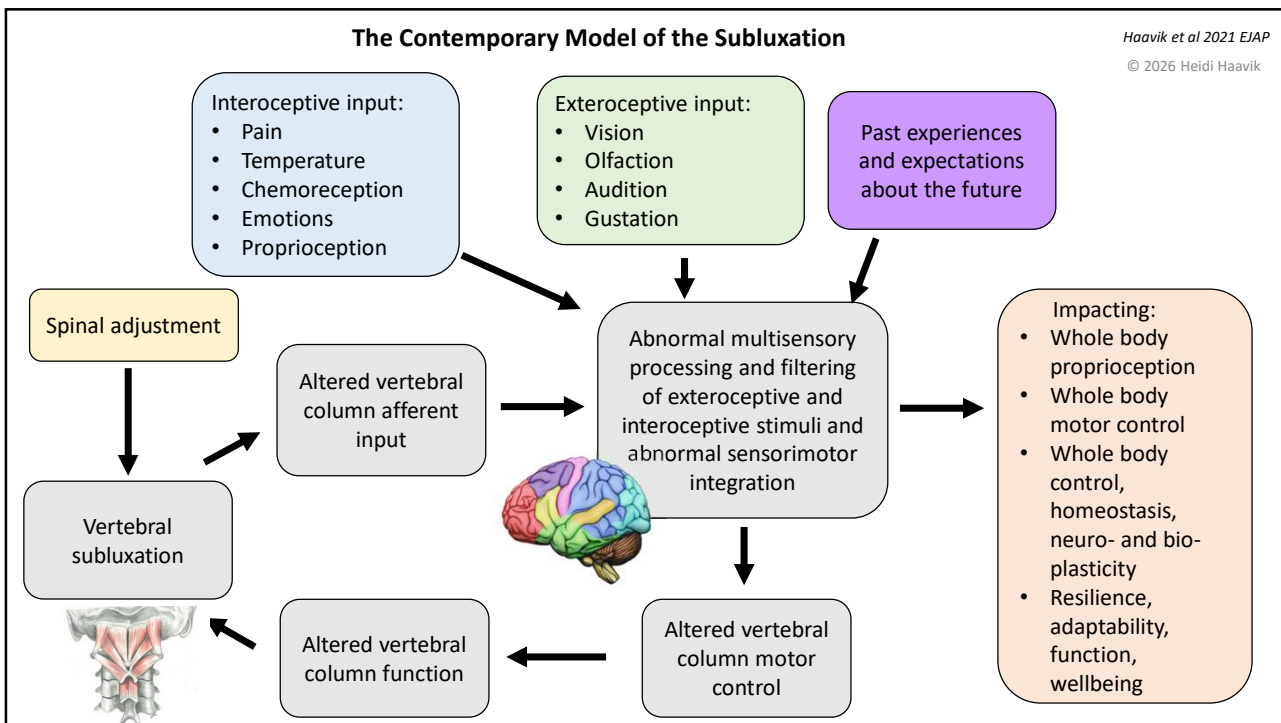 The Contemporary Model of the Subluxation
Haavik et al 2021 EJAP
© 2026 Heidi Haavik
Interoceptive input:
• Pain
• Temperature
• Chemoreception
• Emotions
• Proprioception
Exteroceptive input:
• Vision
• Olfaction
• Audition
• Gustation
Past experiences
and expectations
about the future
Spinal adjustment
Altered vertebral
column afferent
input
Abnormal multisensory
processing and filtering
of exteroceptive and
interoceptive stimuli and
abnormal sensorimotor
integration
Impacting:
• Whole body
proprioception
• Whole body
motor control
• Whole body
control,
homeostasis,
neuro- and bio-
plasticity
• Resilience,
adaptability,
function,
wellbeing
Vertebral
subluxation
Altered vertebral
column function
Altered vertebral
column motor
control